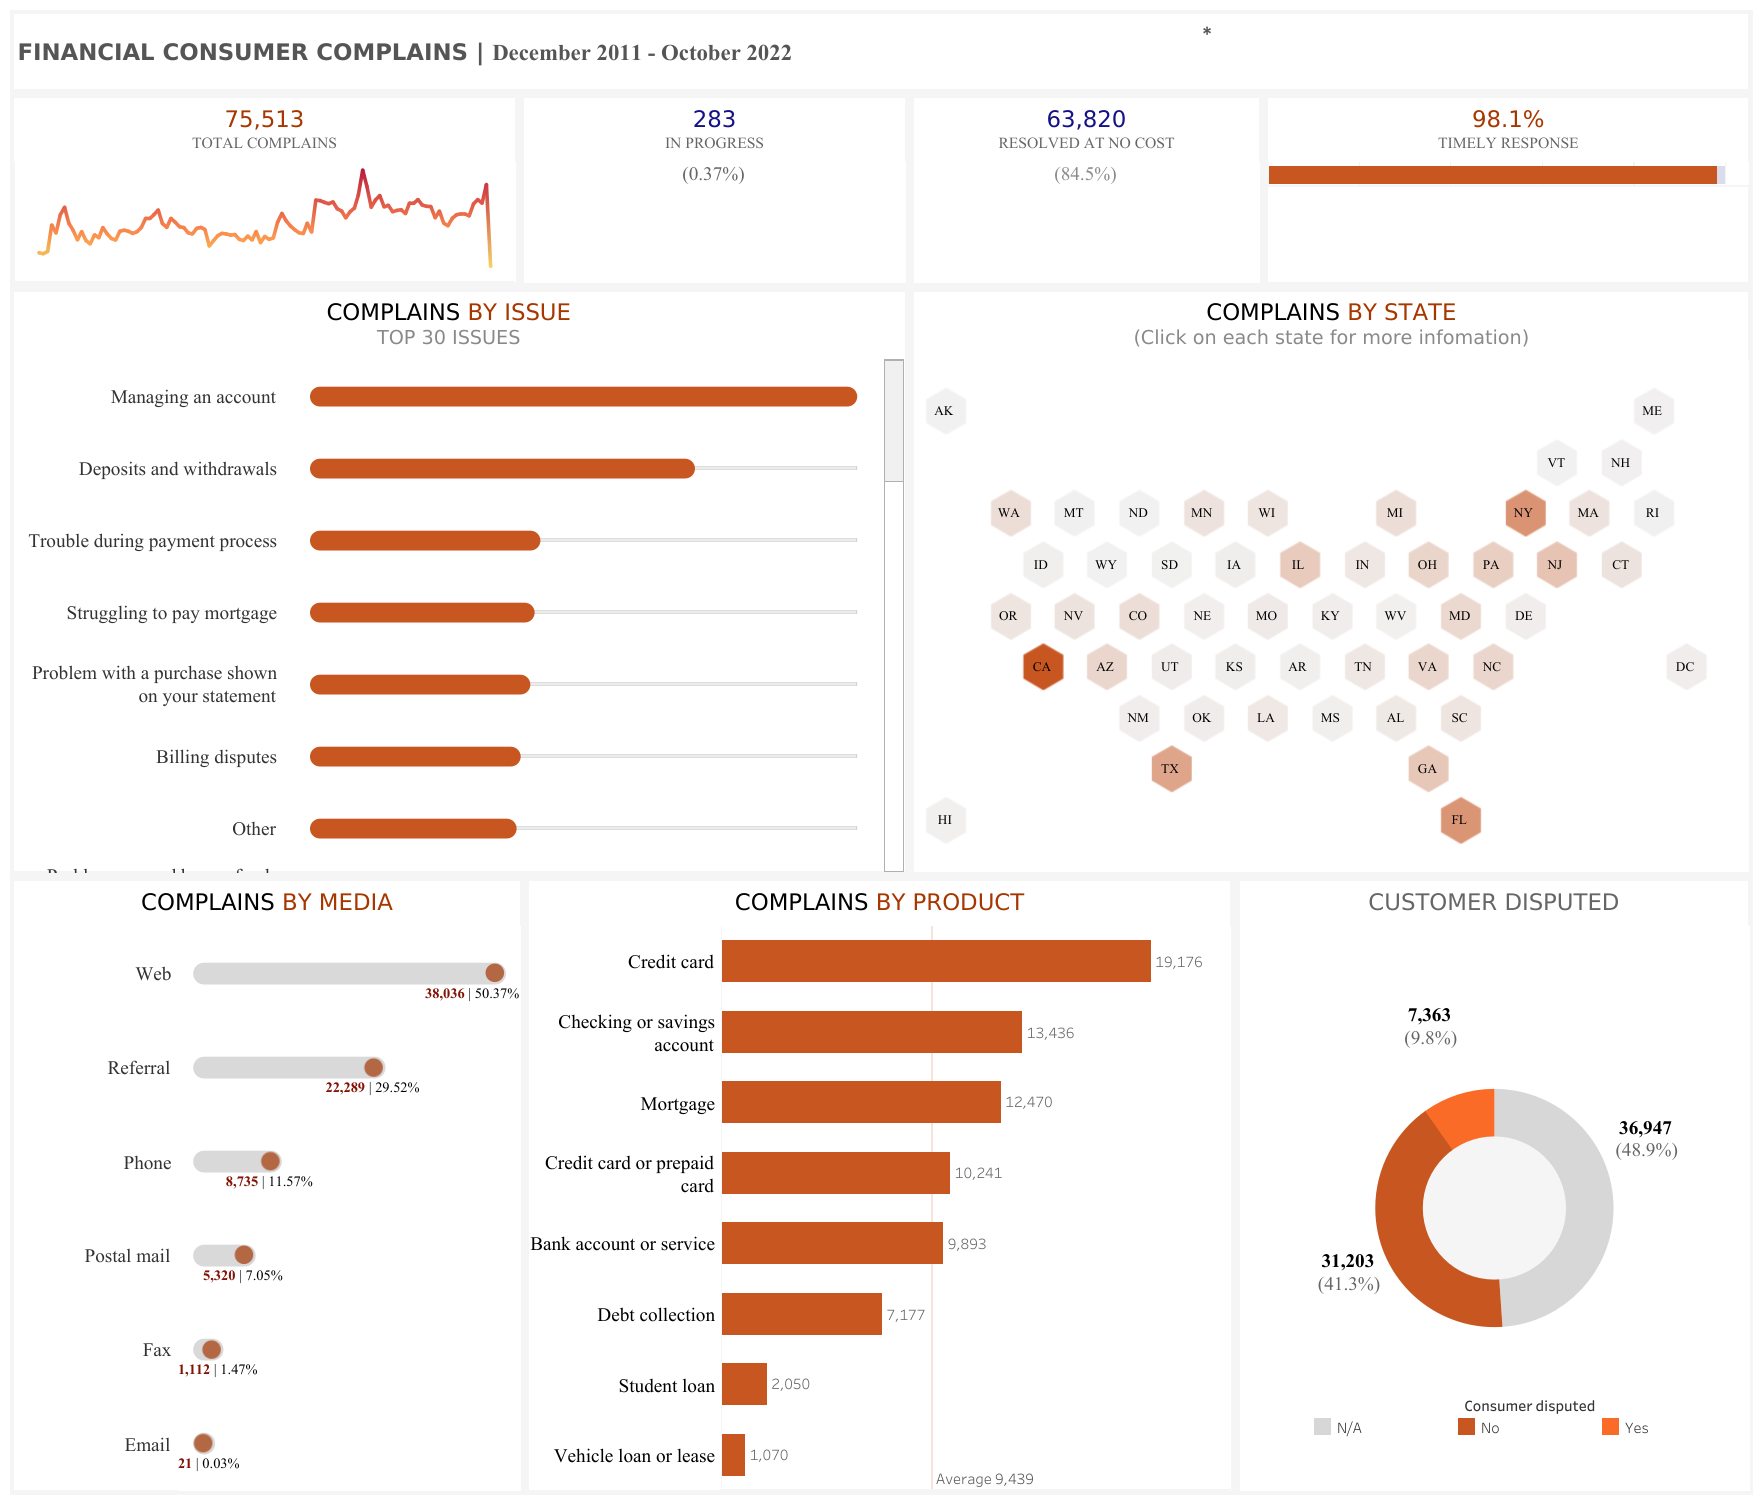 *
FINANCIAL CONSUMER COMPLAINS | December 2011 - October 2022
75,513
TOTAL COMPLAINS
283
IN PROGRESS
(0.37%)
63,820
RESOLVED AT NO COST
(84.5%)
98.1%
TIMELY RESPONSE
COMPLAINS BY ISSUE
TOP 30 ISSUES
Managing an account
Deposits and withdrawals
Trouble during payment process
Struggling to pay mortgage
Problem with a purchase shown
on your statement
Billing disputes
Other
COMPLAINS BY STATE
(Click on each state for more infomation)
AK ME
VT NH
WA MT ND MN WI MI NY MA RI
ID WY SD IA IL IN OH PA NJ CT
OR NV CO NE MO KY WV MD DE
CA AZ UT KS AR TN VA NC DC
NM OK LA MS AL SC
TX GA
HI FL
COMPLAINS BY MEDIA
Web
38,036 | 50.37%
Referral
22,289 | 29.52%
Phone
8,735 | 11.57%
Postal mail
5,320 | 7.05%
Fax
1,112 | 1.47%
Email
21 | 0.03%
COMPLAINS BY PRODUCT
Credit card 19,176
Checking or savings
account 13,436
Mortgage 12,470
Credit card or prepaid
card 10,241
Bank account or service 9,893
Debt collection 7,177
Student loan 2,050
Vehicle loan or lease 1,070
Average 9,439
CUSTOMER DISPUTED
7,363
(9.8%)
36,947
(48.9%)
31,203
(41.3%)
Consumer disputed
N/A No Yes